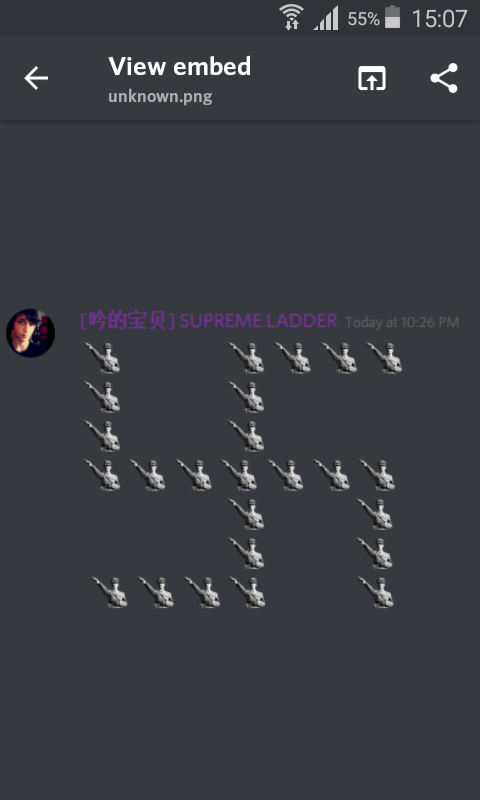 55% 15:07
View embed
unknown.png
[吟的宝贝] SUPREME LADDER Today at 10:26 PM